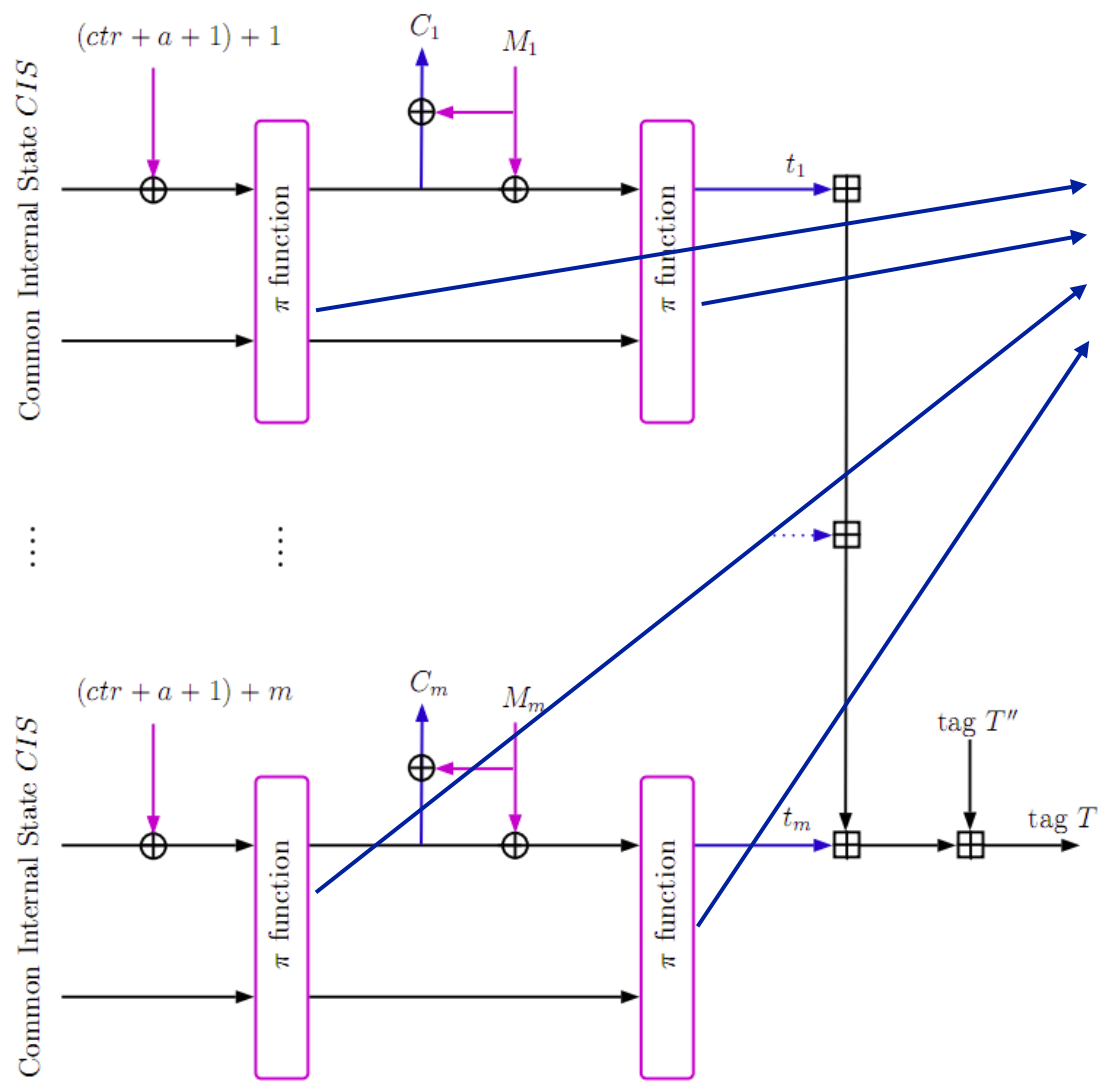 (ctr + a + 1) + 1
C₁
M₁
Common Internal State CIS
π function
π function
t₁
(ctr + a + 1) + m
Cₘ
Mₘ
Common Internal State CIS
π function
π function
tₘ
tag T″
tag T